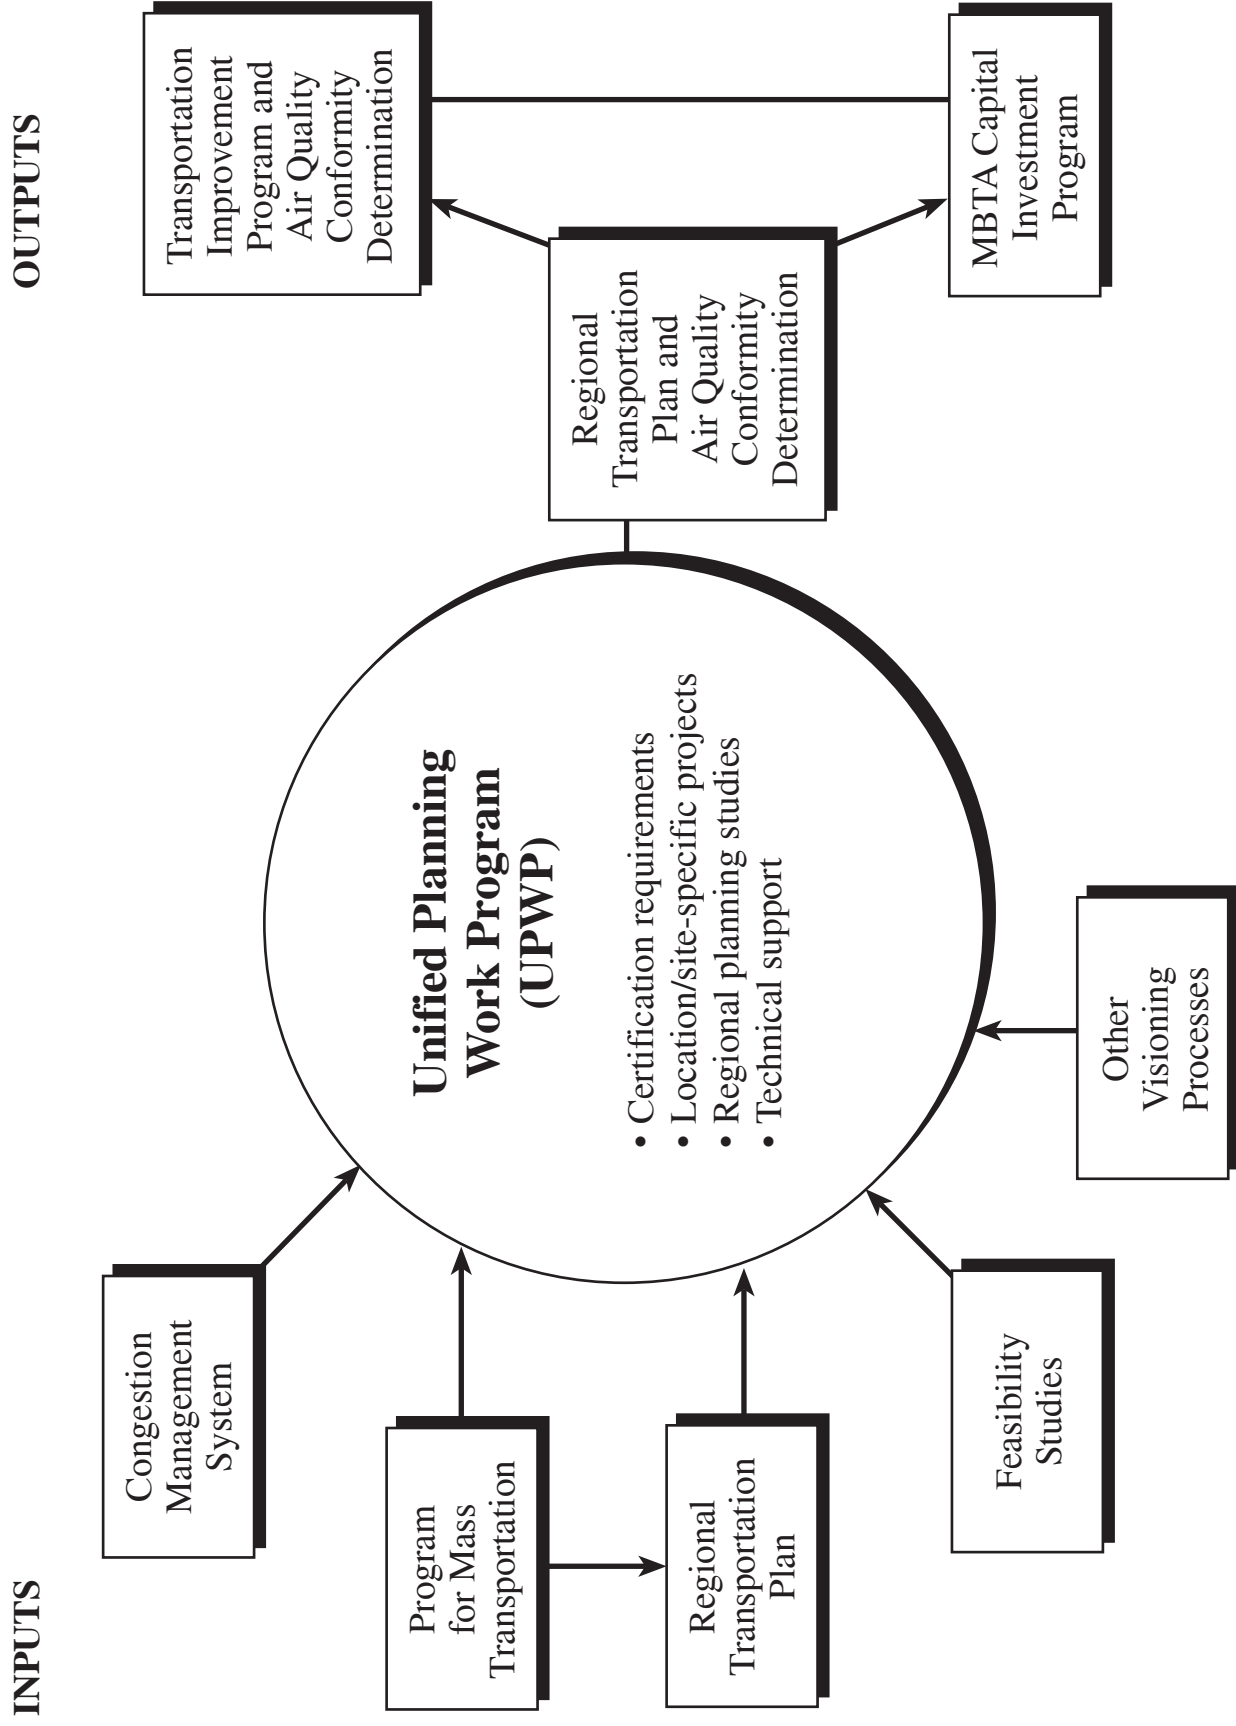 INPUTS
OUTPUTS
Congestion
Management
System
Program
for Mass
Transportation
Regional
Transportation
Plan
Feasibility
Studies
Other
Visioning
Processes
Unified Planning
Work Program
(UPWP)
• Certification requirements
• Location/site-specific projects
• Regional planning studies
• Technical support
Regional
Transportation
Plan and
Air Quality
Conformity
Determination
Transportation
Improvement
Program and
Air Quality
Conformity
Determination
MBTA Capital
Investment
Program